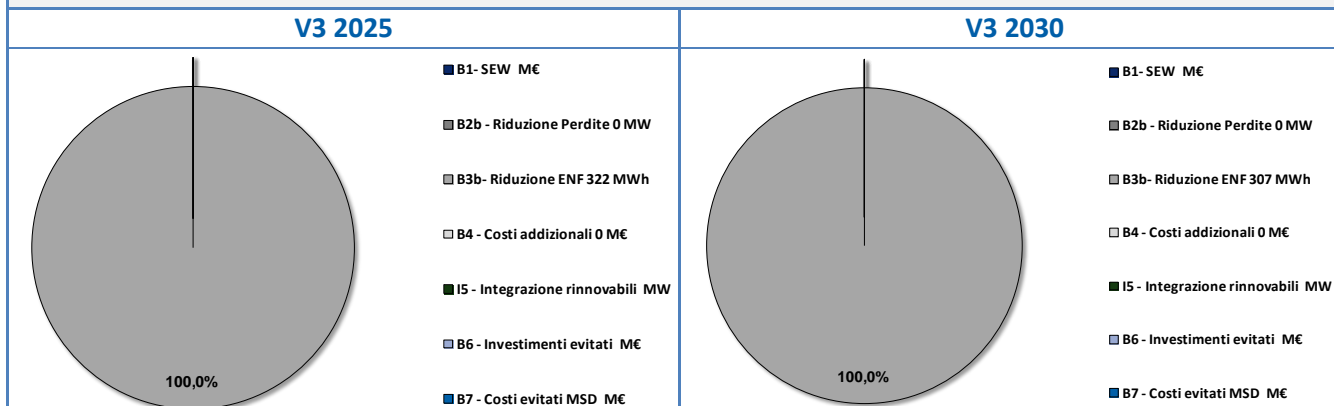 V3 2025
V3 2030
B1- SEW M€
B2b - Riduzione Perdite 0 MW
B3b- Riduzione ENF 322 MWh
B4 - Costi addizionali 0 M€
I5 - Integrazione rinnovabili MW
B6 - Investimenti evitati M€
B7 - Costi evitati MSD M€
100,0%
B1- SEW M€
B2b - Riduzione Perdite 0 MW
B3b- Riduzione ENF 307 MWh
B4 - Costi addizionali 0 M€
I5 - Integrazione rinnovabili MW
B6 - Investimenti evitati M€
B7 - Costi evitati MSD M€
100,0%